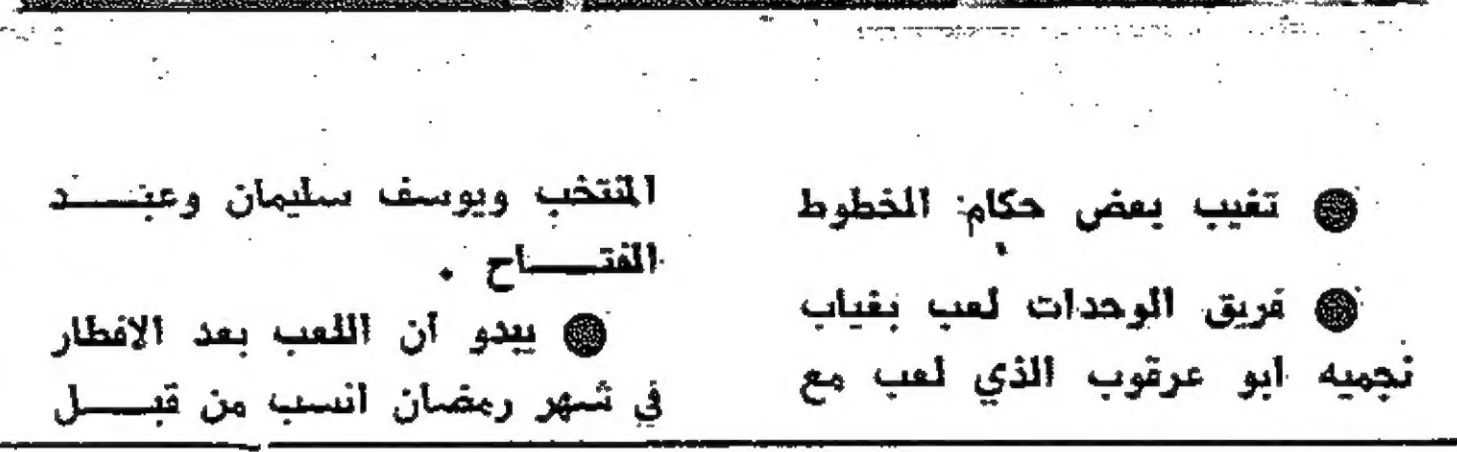 ● تغيب بعض حكام الخطوط
● فريق الوحدات لعب بغياب
نجميه ابو عرقوب الذي لعب مع
المنتخب ويوسف سليمان وعبد
الفتاح .
● يبدو ان اللعب بعد الافطار
في شهر رمضان انسب من قبل